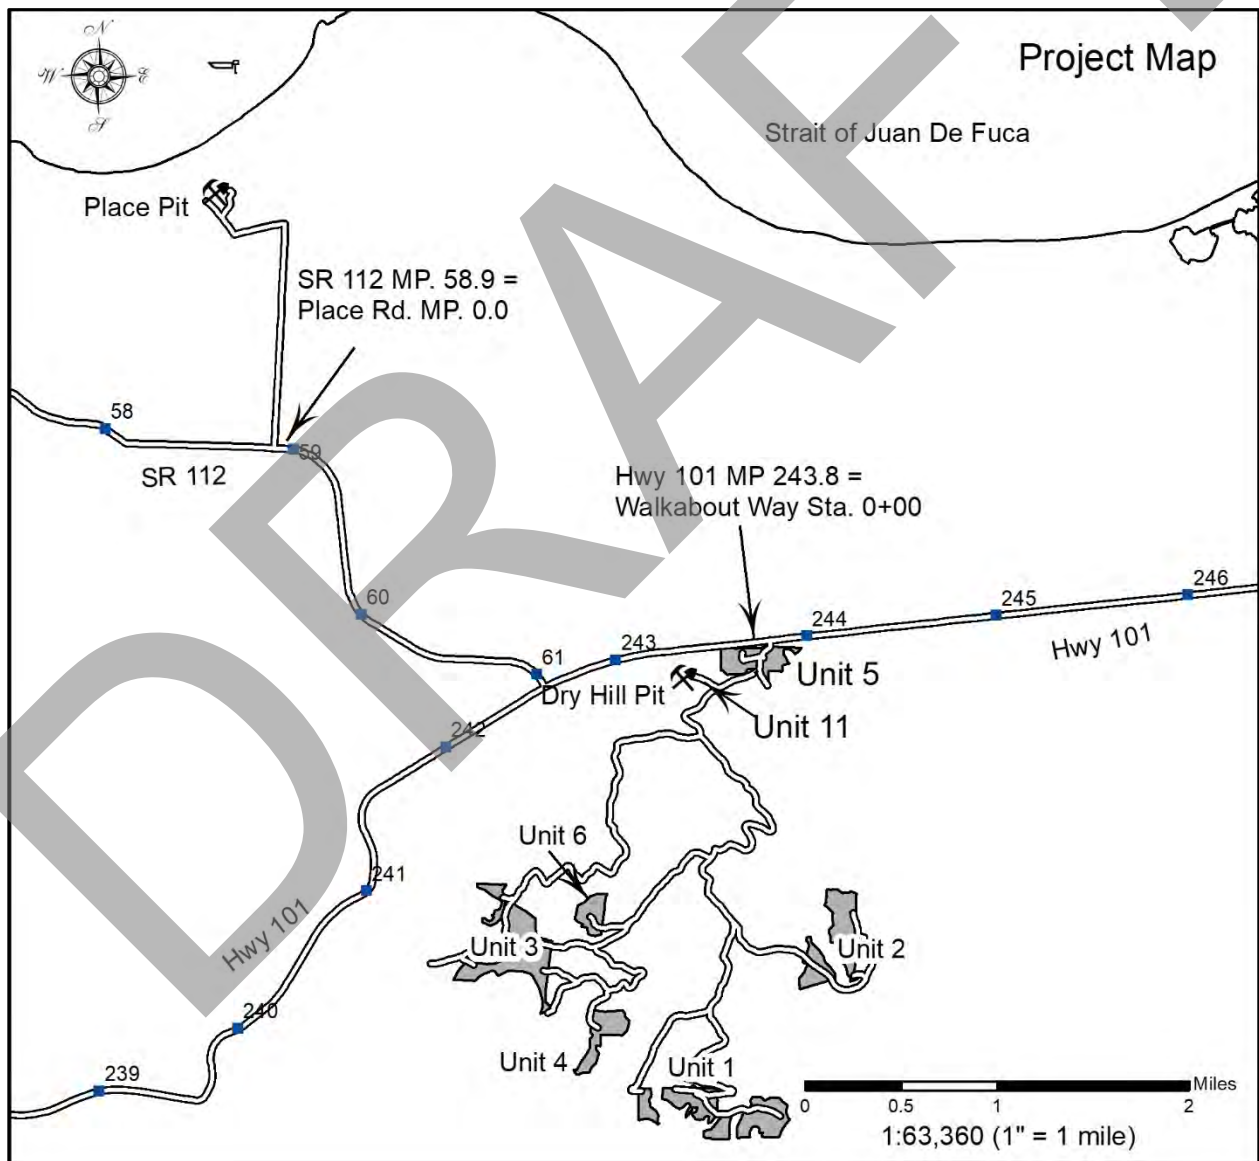 N
W E
S
Project Map
Strait of Juan De Fuca
Place Pit
SR 112 MP. 58.9 =
Place Rd. MP. 0.0
58
59
SR 112
Hwy 101 MP 243.8 =
Walkabout Way Sta. 0+00
60
61
243
244
245
246
Hwy 101
Unit 5
Dry Hill Pit
Unit 11
242
Unit 6
241
Hwy 101
Unit 3
Unit 2
240
239
Unit 4
Unit 1
Miles
0 0.5 1 2
1:63,360 (1" = 1 mile)
DRAF